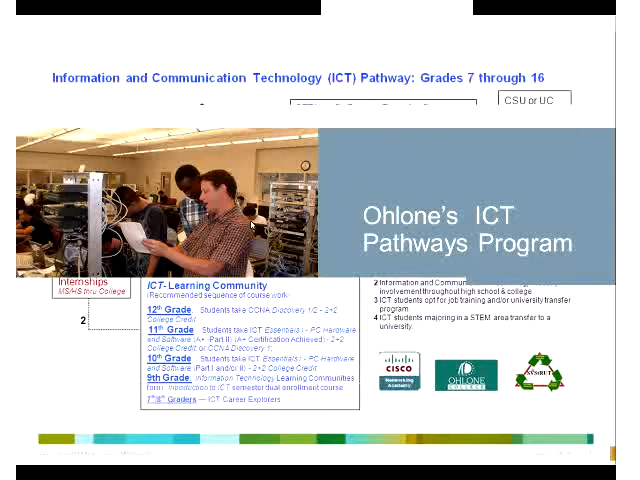 Information and Communication Technology (ICT) Pathway: Grades 7 through 16
CSU or UC
Ohlone's ICT
Pathways Program
Internships
MS/HS thru College
2
ICT- Learning Community
(Recommended sequence of course work
12th Grade: Students take CCNA Discovery 1/2 - 2+2
College Credit
11th Grade: Students take ICT Essentials I - PC Hardware
and Software (A+ -Part II) (A+ Certification Achieved) - 2+2
College Credit, or CCNA Discovery 1;
10th Grade: Students take ICT Essentials I - PC Hardware
and Software (Part I and/or II) - 2+2 College Credit
9th Grade: Information Technology Learning Communities
form. Introduction to ICT semester dual enrollment course
7th/8th Graders — ICT Career Explorers
2 Information and
involvement throughout high school & college
3 ICT students opt for job training and/or university transfer
program
4 ICT students majoring in a STEM area transfer to a
university.
CISCO
Networking
Academy
OHLONE
COLLEGE
SVSTRUT